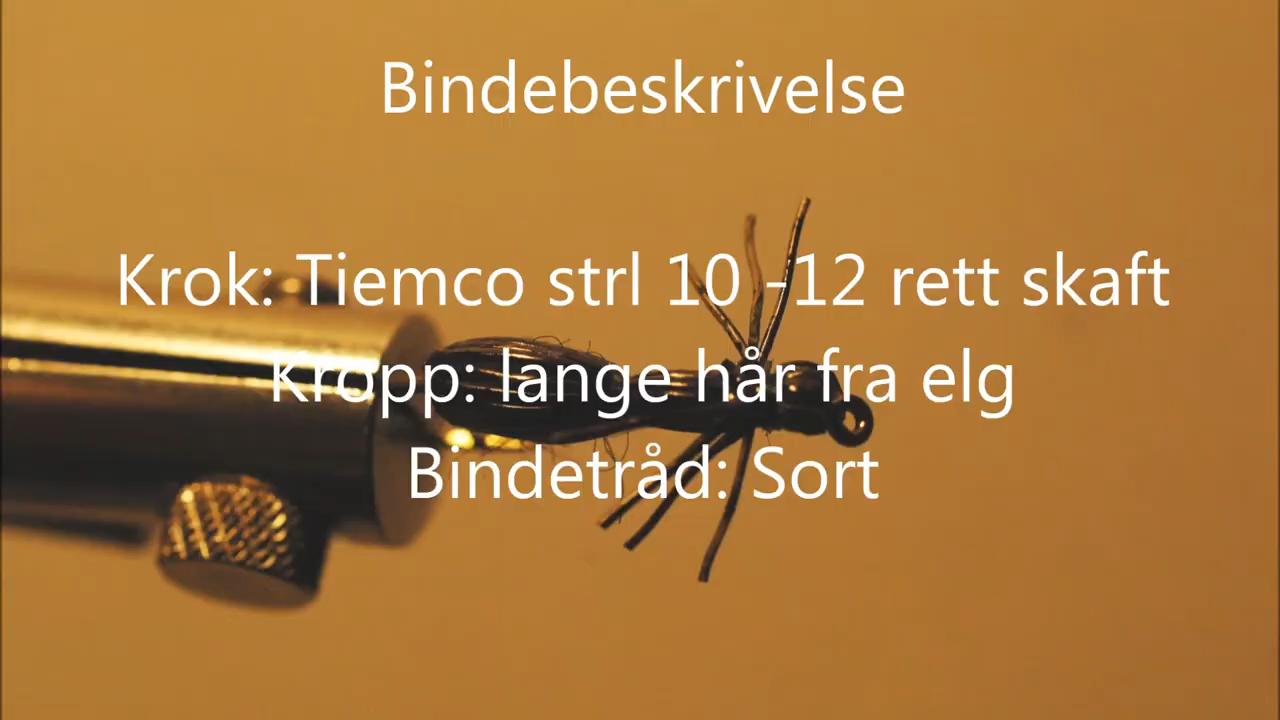 Bindebeskrivelse
Krok: Tiemco strl 10 -12 rett skaft
Kropp: lange hår fra elg
Bindetråd: Sort